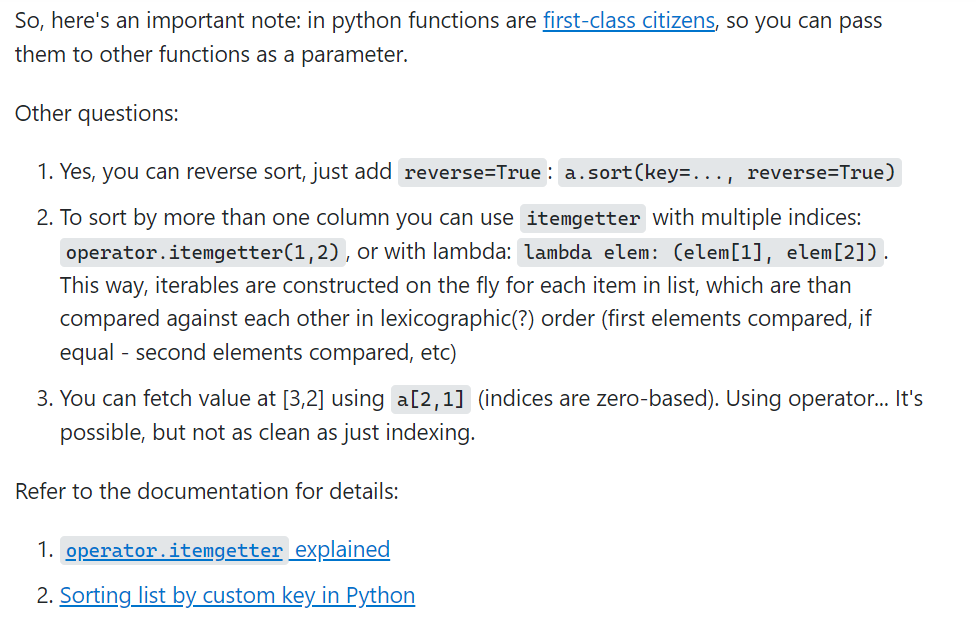 So, here's an important note: in python functions are first-class citizens, so you can pass
them to other functions as a parameter.
Other questions:
1. Yes, you can reverse sort, just add reverse=True: a.sort(key=..., reverse=True)
2. To sort by more than one column you can use itemgetter with multiple indices:
operator.itemgetter(1,2), or with lambda: lambda elem: (elem[1], elem[2]).
This way, iterables are constructed on the fly for each item in list, which are than
compared against each other in lexicographic(?) order (first elements compared, if
equal - second elements compared, etc)
3. You can fetch value at [3,2] using a[2,1] (indices are zero-based). Using operator... It's
possible, but not as clean as just indexing.
Refer to the documentation for details:
1. operator.itemgetter explained
2. Sorting list by custom key in Python